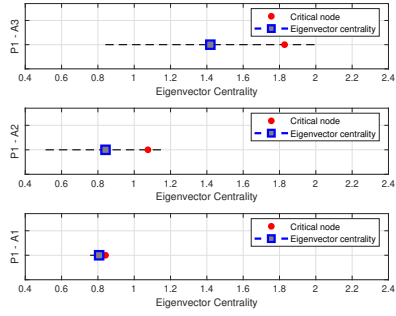 P1 - A3
Critical node
Eigenvector centrality
0.4 0.6 0.8 1 1.2 1.4 1.6 1.8 2 2.2 2.4
Eigenvector Centrality
P1 - A2
Critical node
Eigenvector centrality
0.4 0.6 0.8 1 1.2 1.4 1.6 1.8 2 2.2 2.4
Eigenvector Centrality
P1 - A1
Critical node
Eigenvector centrality
0.4 0.6 0.8 1 1.2 1.4 1.6 1.8 2 2.2 2.4
Eigenvector Centrality